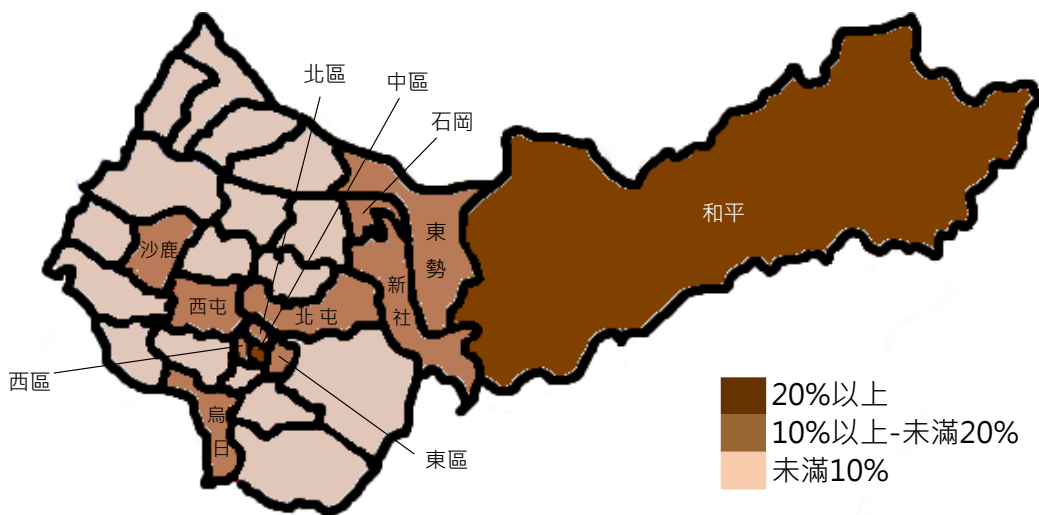 北區
中區
石岡
和平
東勢
沙鹿
新社
西屯
北屯
西區
烏日
東區
20%以上
10%以上-未滿20%
未滿10%